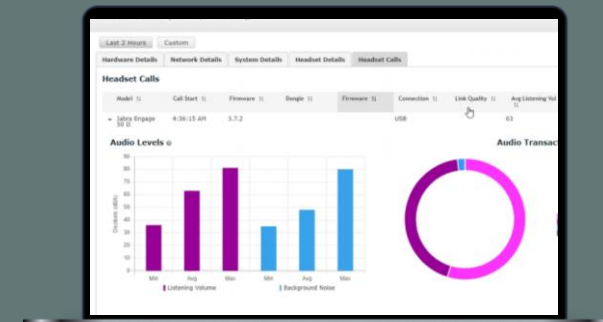 Last 2 Hours Custom
Hardware Details Network Details System Details Headset Details Headset Calls
Headset Calls
Model Call Start Firmware Dongle Firmware Connection Link Quality Avg Listening Vol
Jabra Engage 4:36:15 AM 3.7.2 USB 63
50 II
Audio Levels Audio Transac
90
80
70
60
50
40
30
20
10
0
Decibels (dBA)
Min Avg Max Min Avg Max
Listening Volume Background Noise